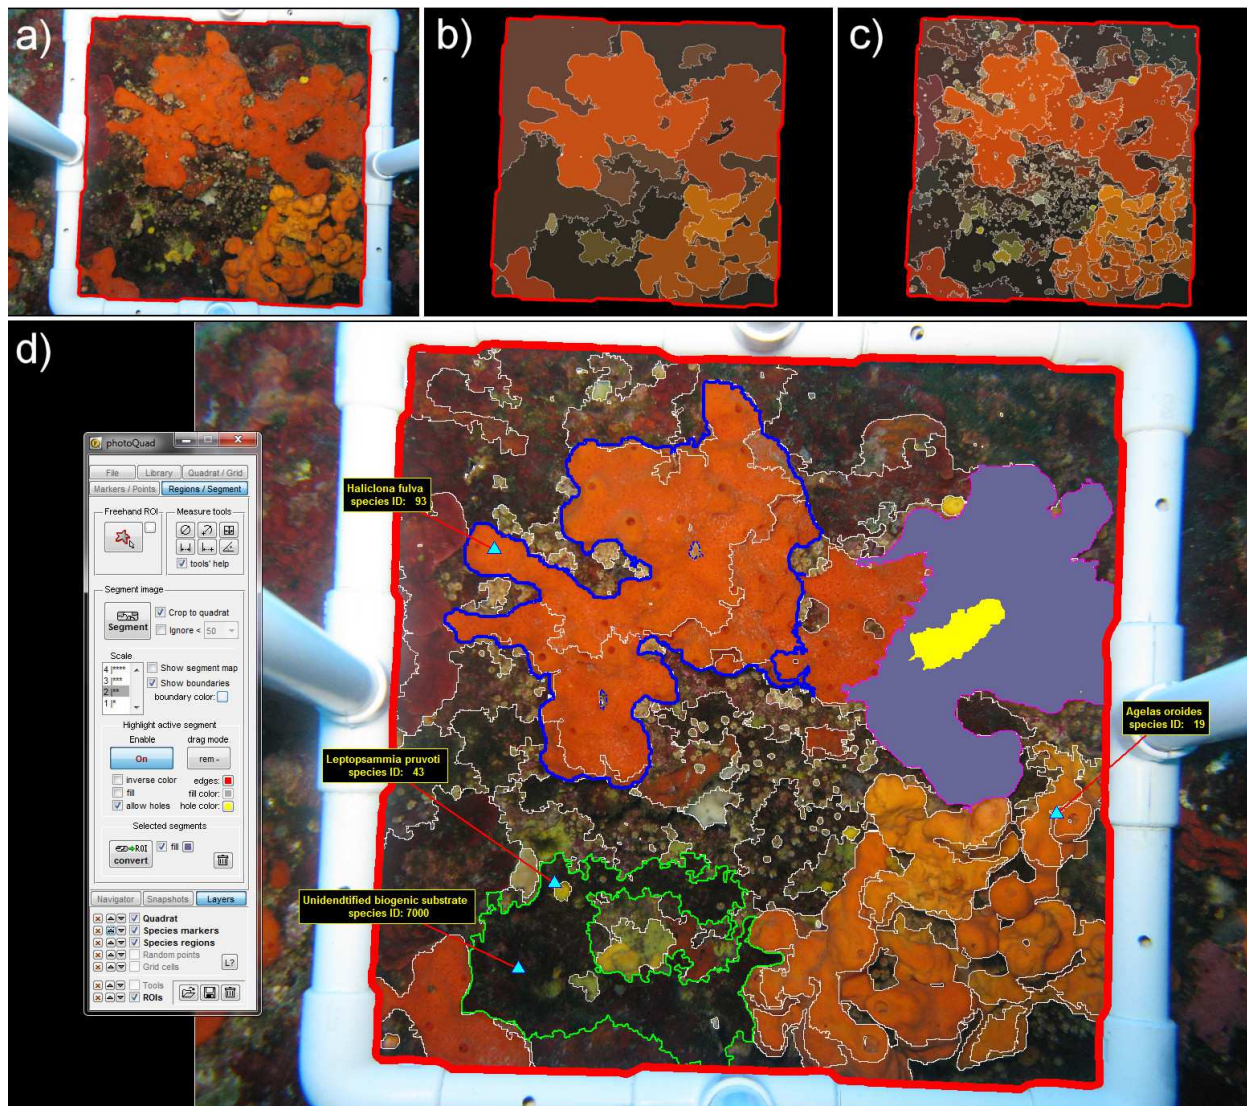 a)
b)
c)
d)
photoQuad
File
Library
Quadrat / Grid
Markers / Points
Regions / Segment
Freehand ROI
Measure tools
tools' help
Segment image
Segment
Crop to quadrat
Ignore <
50
Scale
4 |****
3 |***
2 |**
1 |*
Show segment map
Show boundaries
boundary color:
Highlight active segment
Enable
drag mode
On
rem -
inverse color
edges:
fill
fill color:
allow holes
hole color:
Selected segments
ROI
convert
fill
Navigator
Snapshots
Layers
Quadrat
Species markers
Species regions
Random points
Grid cells
L?
Tools
ROIs
Haliclona fulva
species ID: 93
Leptopsammia pruvoti
species ID: 43
Unidendtified biogenic substrate
species ID: 7000
Agelas oroides
species ID: 19